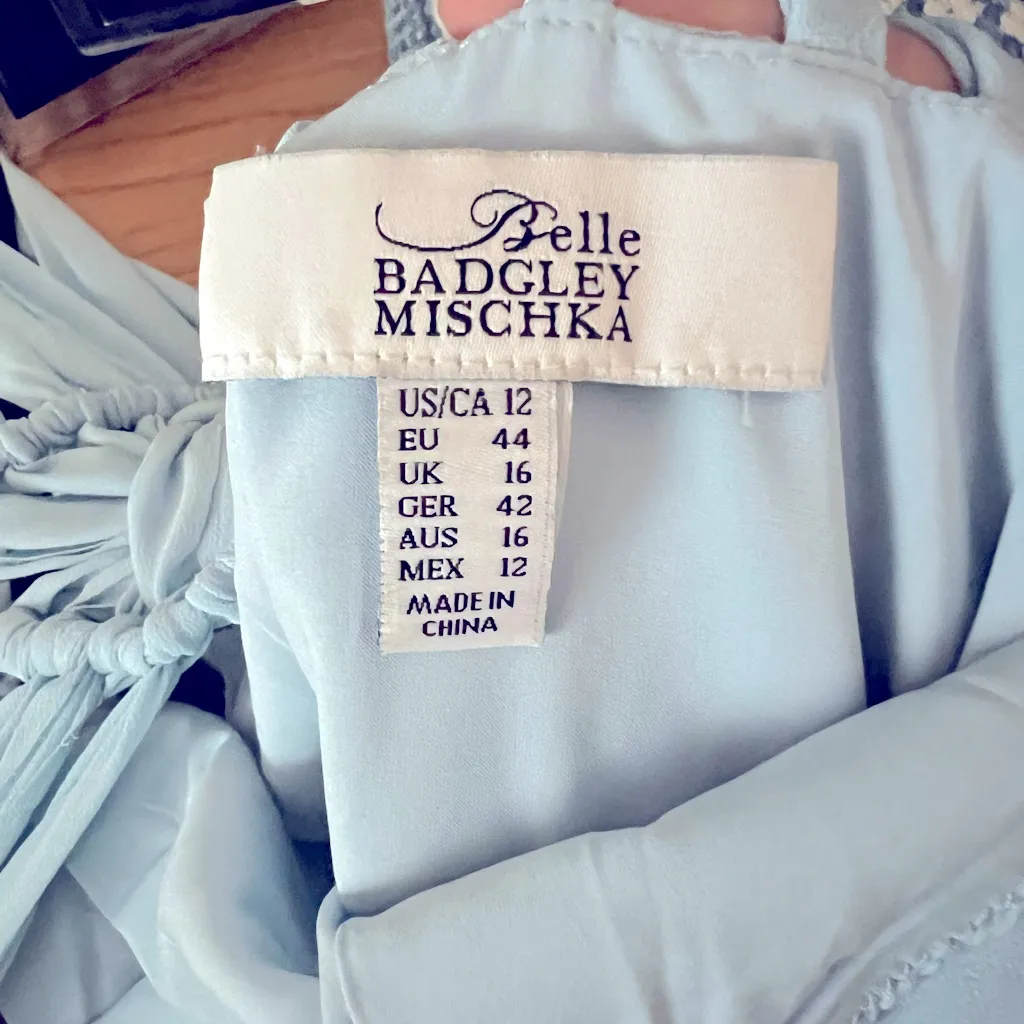 Belle
BADGLEY
MISCHKA
US/CA 12
EU 44
UK 16
GER 42
AUS 16
MEX 12
MADE IN
CHINA